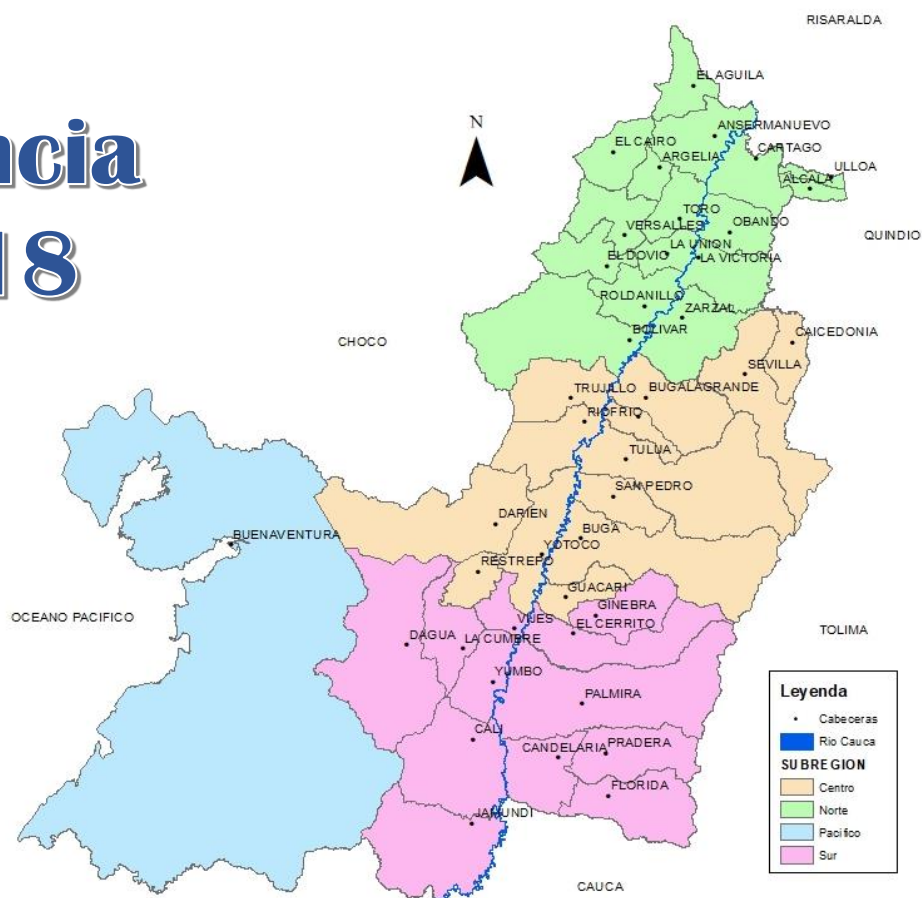 ncia
18
RISARALDA
EL AGUILA
N
ANSERMANUEVO
EL CAIRO
CARTAGO
ARGELIA
ULLOA
ALCALA
TORO
OBANDO
VERSALLES
QUINDIO
LA UNION
EL DOVIO
LA VICTORIA
ROLDANILLO
ZARZAL
BOLIVAR
CHOCO
CAICEDONIA
SEVILLA
TRUJILLO
BUGALAGRANDE
RIOFRIO
TULUA
SAN PEDRO
DARIEN
BUENAVENTURA
BUGA
YOTOCO
RESTREPO
GUACARI
GINEBRA
OCEANO PACIFICO
VIJES
EL CERRITO
TOLIMA
DAGUA
LA CUMBRE
YUMBO
PALMIRA
CALI
CANDELARIA
PRADERA
FLORIDA
JAMUNDI
CAUCA
Leyenda
Cabeceras
Rio Cauca
SUBREGION
Centro
Norte
Pacifico
Sur